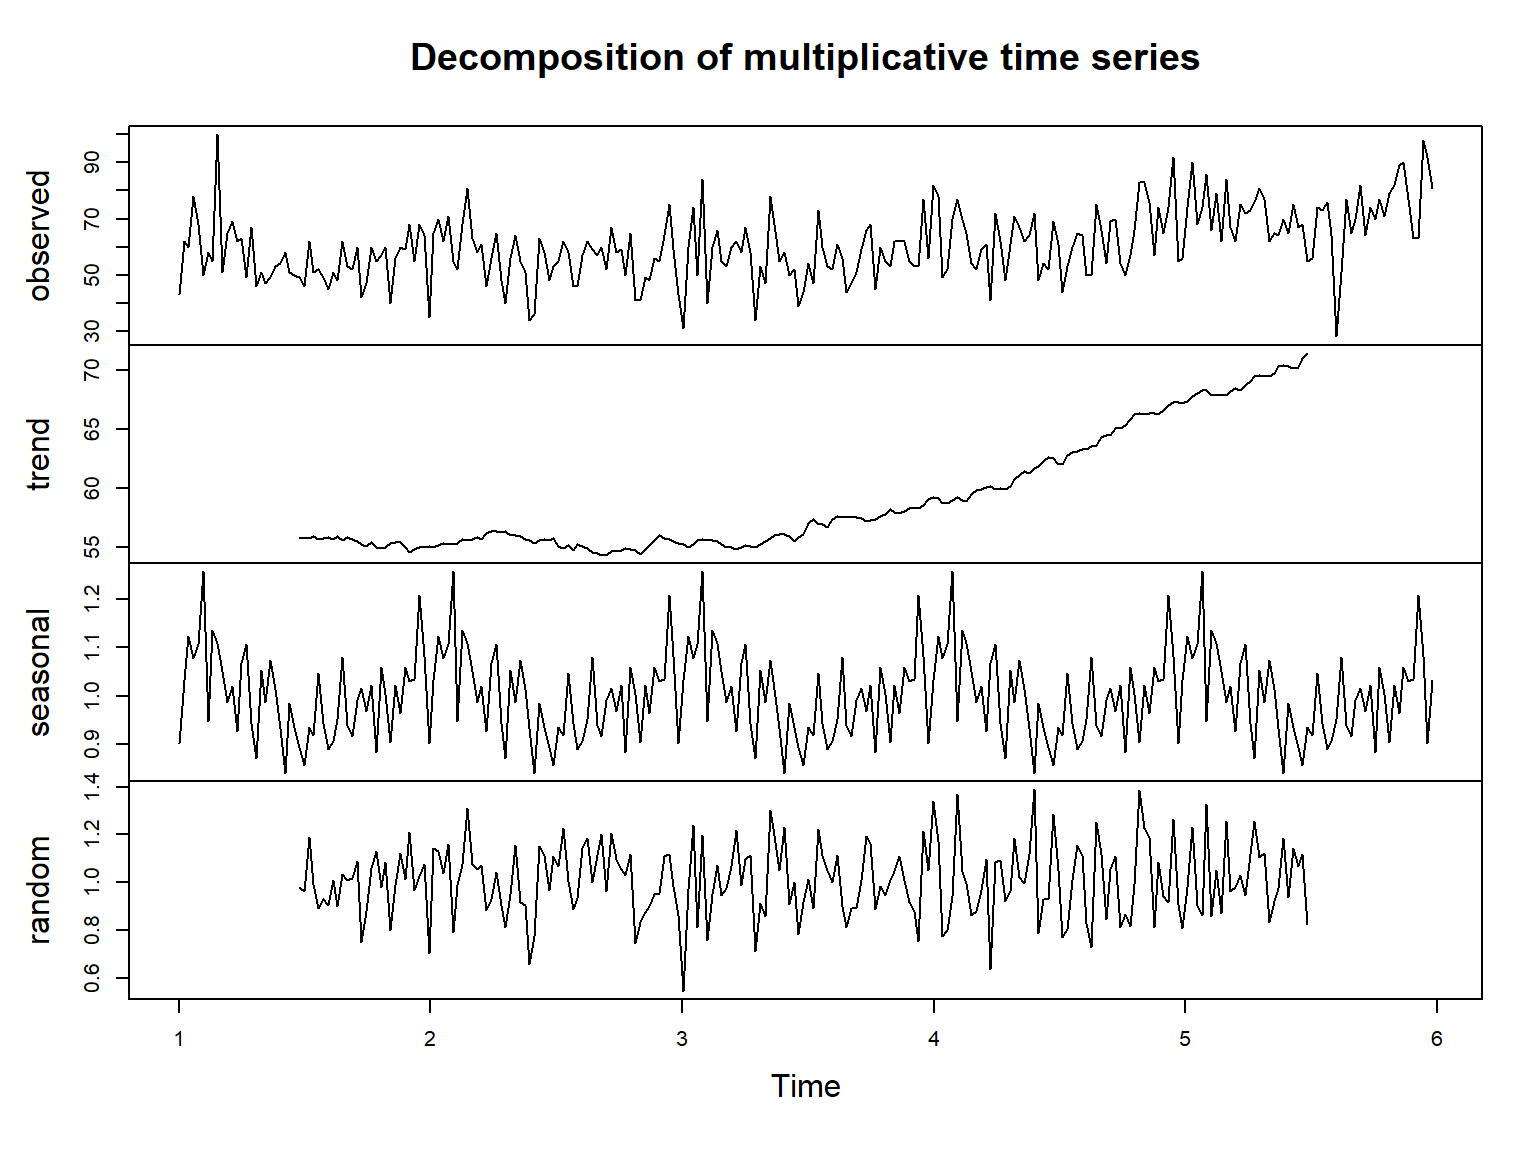 Decomposition of multiplicative time series
observed
30 50 70 90
trend
55 60 65 70
seasonal
0.9 1.0 1.1 1.2
random
0.6 0.8 1.0 1.2 1.4
1 2 3 4 5 6
Time